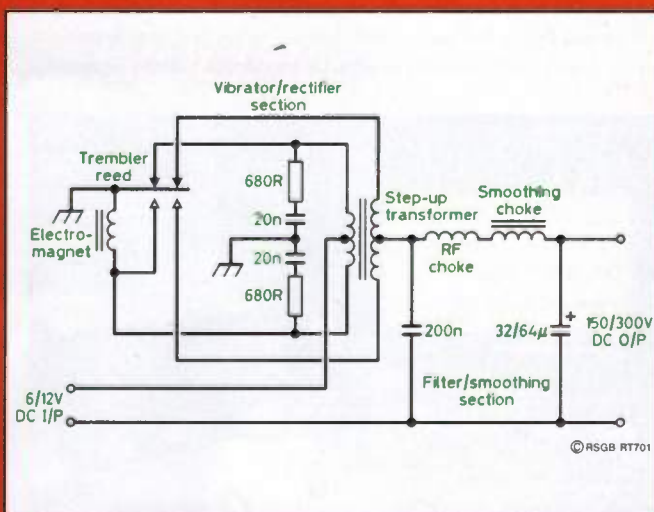 Vibrator/rectifier
section
Trembler
reed
680R
Step-up
transformer
Smoothing
choke
20n
Electro-
magnet
20n
RF
choke
680R
200n
32/64µ
+
150/300V
DC O/P
6/12V
DC I/P
Filter/smoothing
section
© RSGB RT701